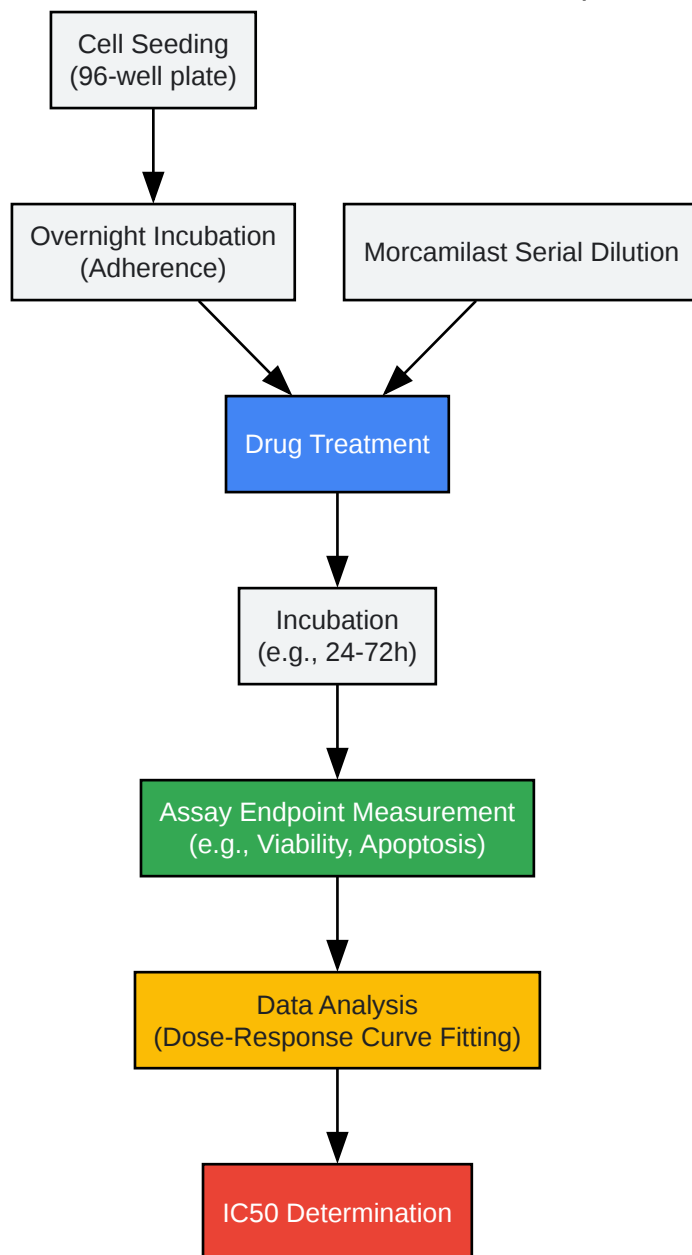 Cell Seeding
(96-well plate)
Overnight Incubation
(Adherence)
Morcamilast Serial Dilution
Drug Treatment
Incubation
(e.g., 24-72h)
Assay Endpoint Measurement
(e.g., Viability, Apoptosis)
Data Analysis
(Dose-Response Curve Fitting)
IC50 Determination